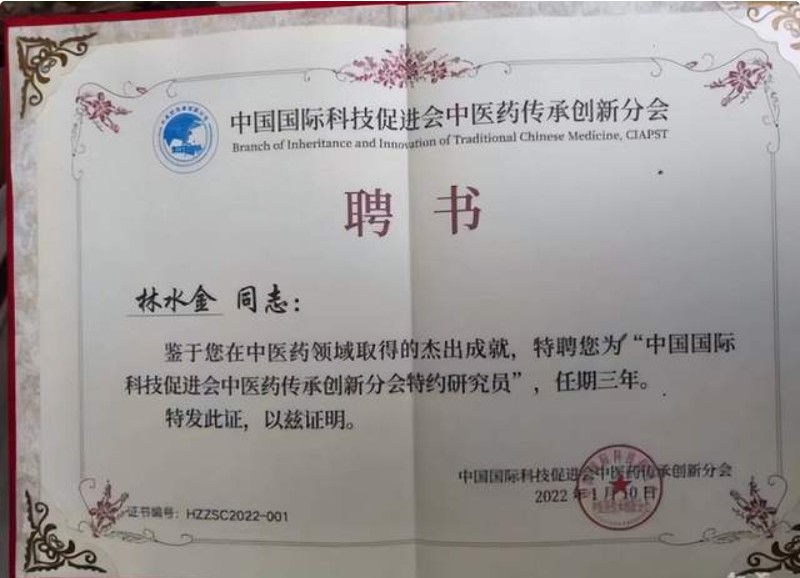 中国国际科技促进会中医药传承创新分会
Branch of Inheritance and Innovation of Traditional Chinese Medicine, CIAPST
聘 书
林水金 同志：
鉴于您在中医药领域取得的杰出成就，特聘您为“中国国际
科技促进会中医药传承创新分会特约研究员”，任期三年。
特发此证，以兹证明。
中国国际科技促进会中医药传承创新分会
2022年1月10日
证书编号：HZZSC2022-001